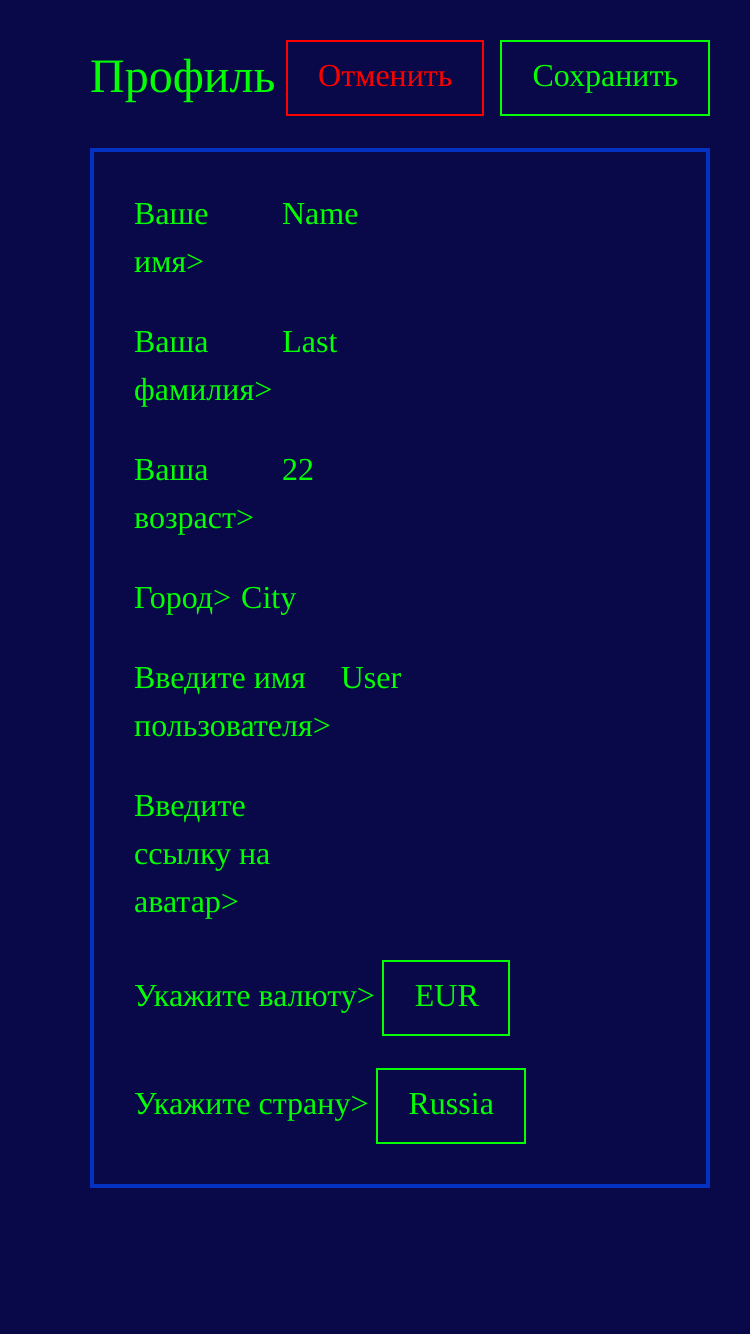 Профиль Отменить Сохранить
Ваше Name
имя>
Ваша Last
фамилия>
Ваша 22
возраст>
Город> City
Введите имя User
пользователя>
Введите
ссылку на
аватар>
Укажите валюту> EUR
Укажите страну> Russia